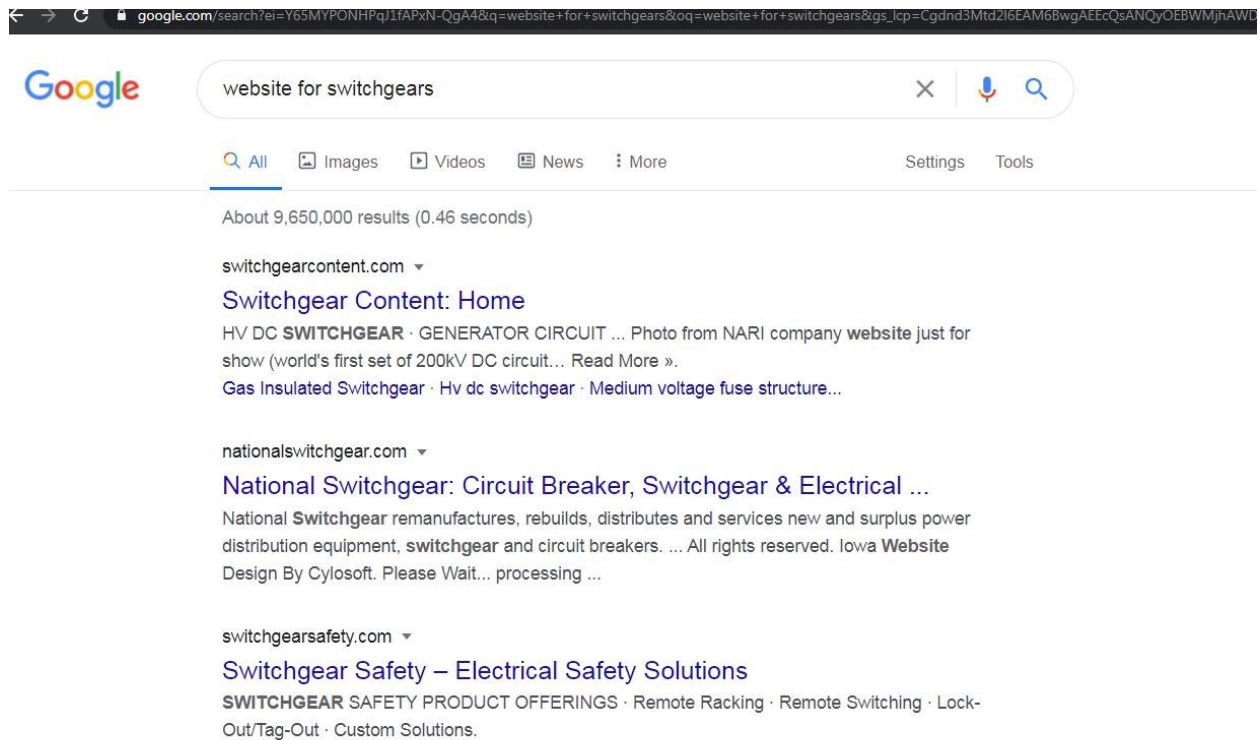 google.com/search?ei=Y65MYPONHPqJ1fAPxN-QgA4&q=website+for+switchgears&oq=website+for+switchgears&gs_lcp=Cgdnd3Mtd2l6EAM6BwgAEEcQsANQyOEBWMjhAWD
Google
website for switchgears
All Images Videos News More Settings Tools
About 9,650,000 results (0.46 seconds)
switchgearcontent.com
Switchgear Content: Home
HV DC SWITCHGEAR · GENERATOR CIRCUIT ... Photo from NARI company website just for
show (world's first set of 200kV DC circuit... Read More ».
Gas Insulated Switchgear · Hv dc switchgear · Medium voltage fuse structure...
nationalswitchgear.com
National Switchgear: Circuit Breaker, Switchgear & Electrical ...
National Switchgear remanufactures, rebuilds, distributes and services new and surplus power
distribution equipment, switchgear and circuit breakers. ... All rights reserved. Iowa Website
Design By Cylosoft. Please Wait... processing ...
switchgearsafety.com
Switchgear Safety – Electrical Safety Solutions
SWITCHGEAR SAFETY PRODUCT OFFERINGS · Remote Racking · Remote Switching · Lock-
Out/Tag-Out · Custom Solutions.